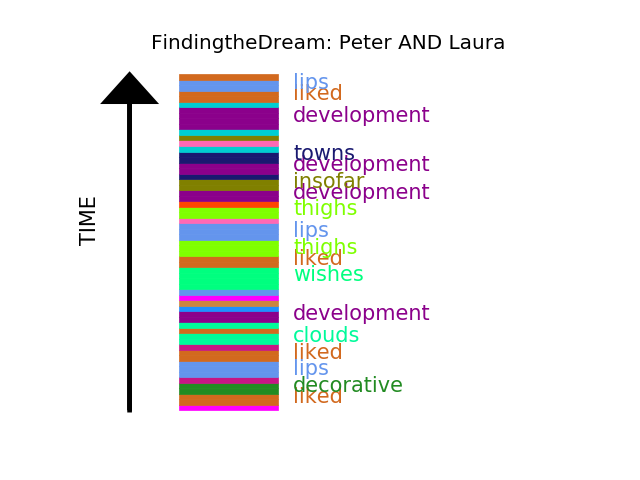 FindingtheDream: Peter AND Laura
TIME
lips
liked
development
towns
development
insofar
development
thighs
lips
thighs
liked
wishes
development
clouds
liked
lips
decorative
liked